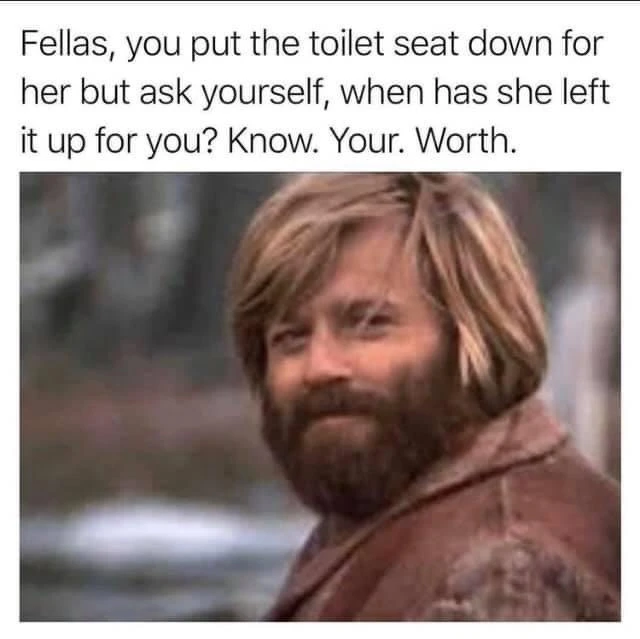 Fellas, you put the toilet seat down for
her but ask yourself, when has she left
it up for you? Know. Your. Worth.